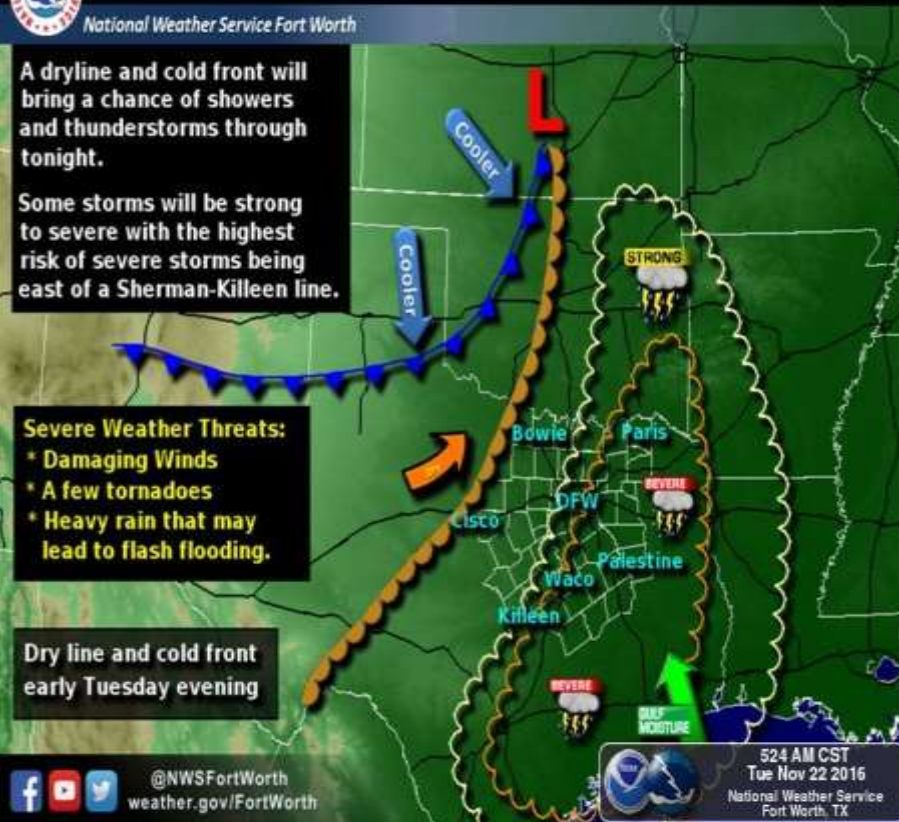 National Weather Service Fort Worth
A dryline and cold front will
bring a chance of showers
and thunderstorms through
tonight.
Some storms will be strong
to severe with the highest
risk of severe storms being
east of a Sherman-Killeen line.
L
Cooler
Cooler
STRONG
Severe Weather Threats:
* Damaging Winds
* A few tornadoes
* Heavy rain that may
lead to flash flooding.
Bowie
Paris
SEVERE
DFW
Cisco
Palestine
Waco
Killeen
Dry line and cold front
early Tuesday evening
SEVERE
GULF
MOISTURE
@NWSFortWorth
weather.gov/FortWorth
524 AM CST
Tue Nov 22 2016
National Weather Service
Fort Worth, TX